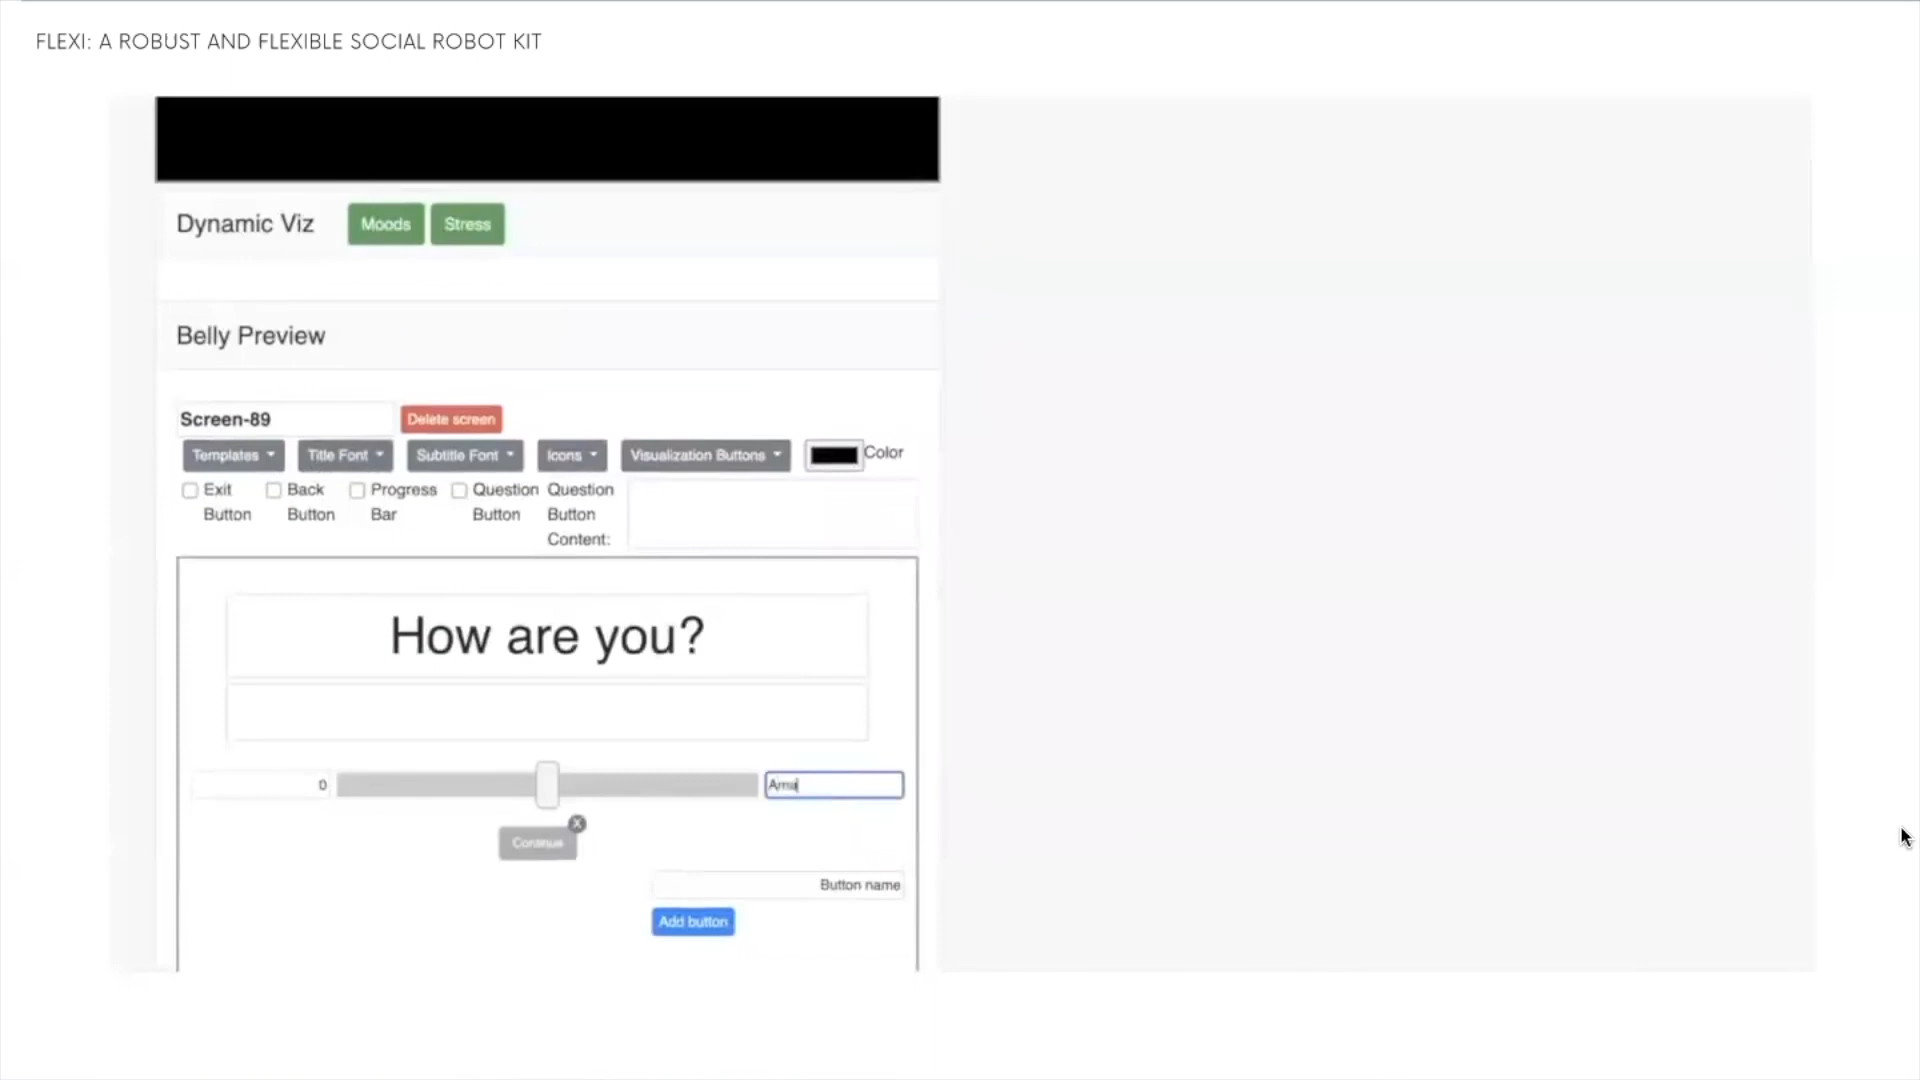 FLEXI: A ROBUST AND FLEXIBLE SOCIAL ROBOT KIT
Dynamic Viz Moods Stress
Belly Preview
Screen-89 Delete screen
Templates Title Font Subtitle Font Icons Visualization Buttons Color
Exit Button
Back Button
Progress Bar
Question Button
Question Button Content:
How are you?
0 Ama
X
Continue
Button name
Add button